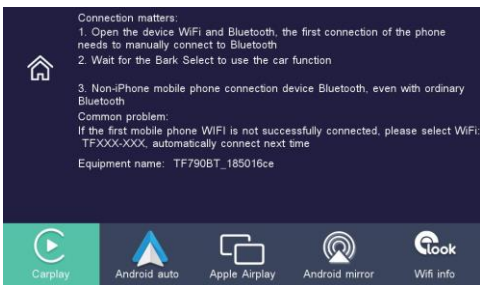 Connection matters:
1. Open the device WiFi and Bluetooth, the first connection of the phone
needs to manually connect to Bluetooth
2. Wait for the Bark Select to use the car function
3. Non-iPhone mobile phone connection device Bluetooth, even with ordinary
Bluetooth
Common problem:
If the first mobile phone WIFI is not successfully connected, please select WiFi:
TFXXX-XXX, automatically connect next time
Equipment name: TF790BT_185016ce
Carplay
Android auto
Apple Airplay
Android mirror
look
Wifi info